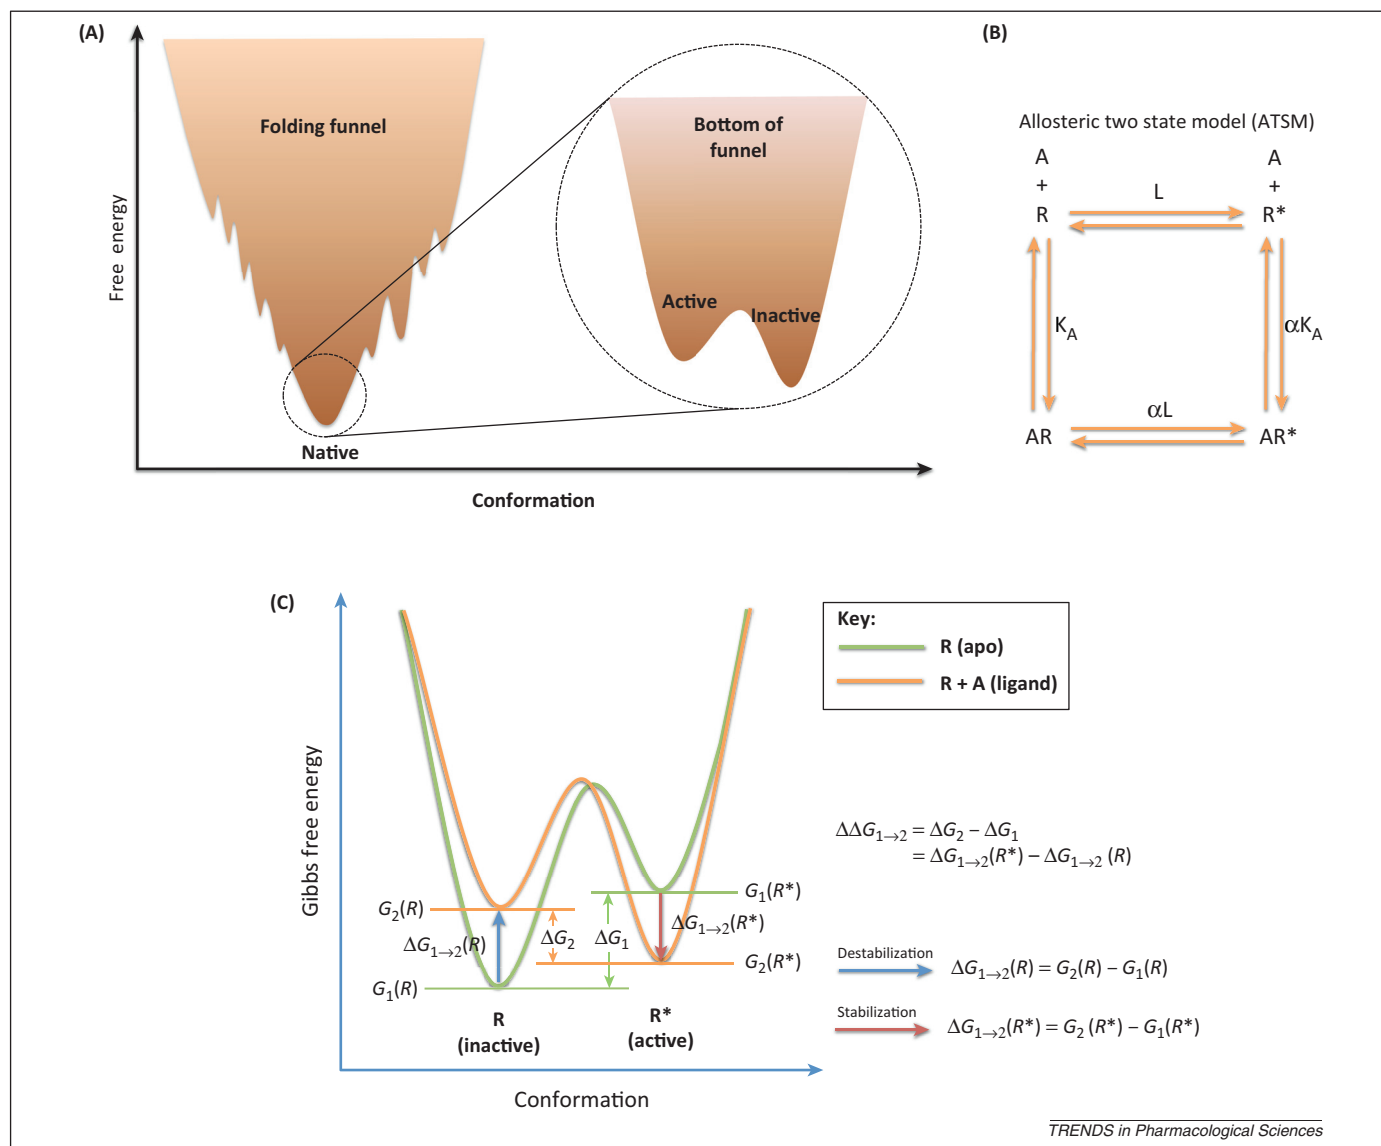 (A)
Free energy
Folding funnel
Native
Conformation
Bottom of
funnel
Active
Inactive
(B)
Allosteric two state model (ATSM)
A
+
R
L
A
+
R*
K_A
αK_A
AR
αL
AR*
(C)
Gibbs free energy
G₂(R)
ΔG₁→₂(R)
G₁(R)
ΔG₂
ΔG₁
G₁(R*)
ΔG₁→₂(R*)
G₂(R*)
R
(inactive)
R*
(active)
Conformation
Key:
R (apo)
R + A (ligand)
ΔΔG₁→₂ = ΔG₂ – ΔG₁
= ΔG₁→₂(R*) – ΔG₁→₂ (R)
Destabilization
ΔG₁→₂(R) = G₂(R) – G₁(R)
Stabilization
ΔG₁→₂(R*) = G₂ (R*) – G₁(R*)
TRENDS in Pharmacological Sciences